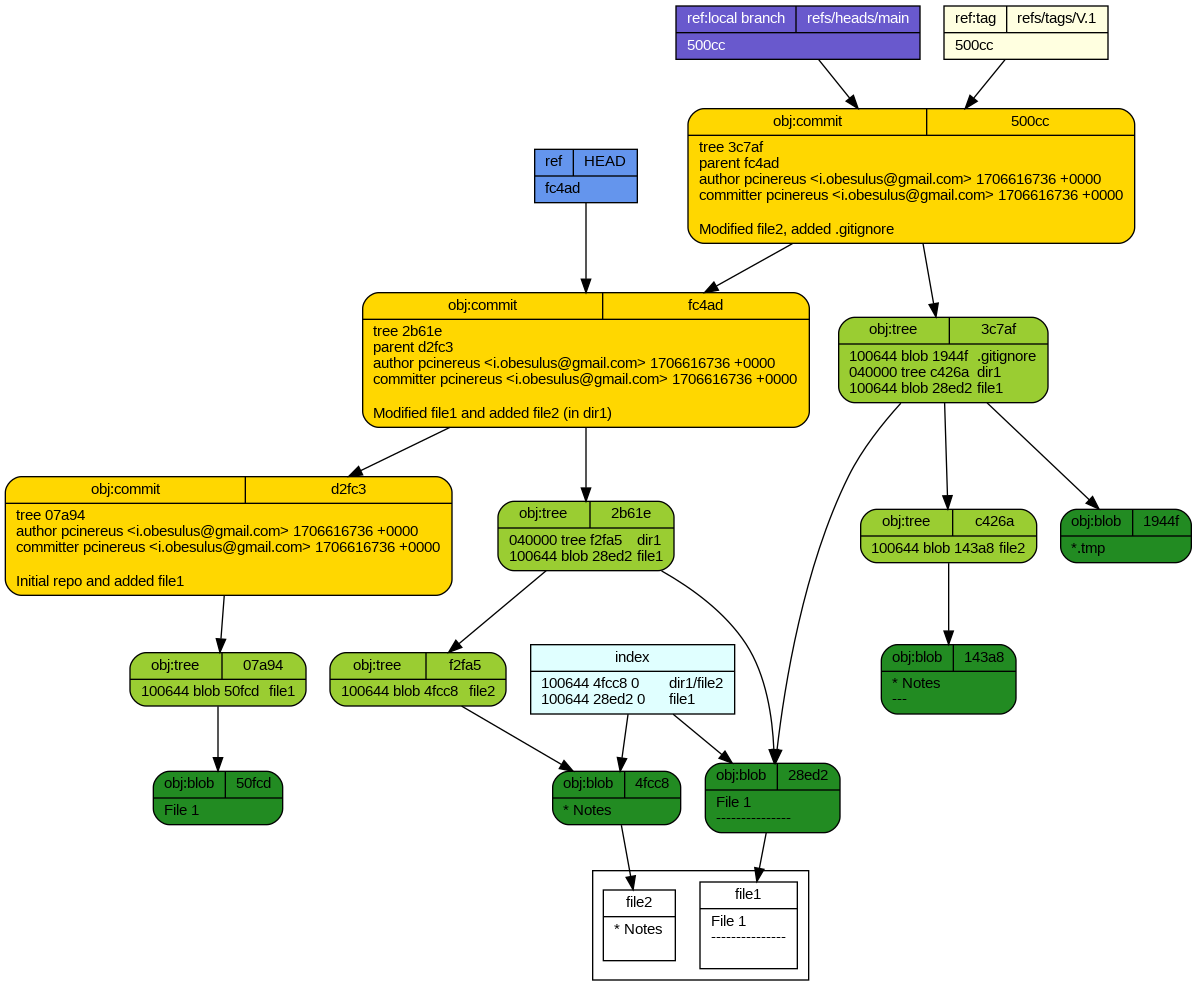 ref:local branch refs/heads/main
500cc
ref:tag refs/tags/V.1
500cc
obj:commit 500cc
tree 3c7af
parent fc4ad
author pcinereus <i.obesulus@gmail.com> 1706616736 +0000
committer pcinereus <i.obesulus@gmail.com> 1706616736 +0000
Modified file2, added .gitignore
ref HEAD
fc4ad
obj:commit fc4ad
tree 2b61e
parent d2fc3
author pcinereus <i.obesulus@gmail.com> 1706616736 +0000
committer pcinereus <i.obesulus@gmail.com> 1706616736 +0000
Modified file1 and added file2 (in dir1)
obj:tree 3c7af
100644 blob 1944f .gitignore
040000 tree c426a dir1
100644 blob 28ed2 file1
obj:commit d2fc3
tree 07a94
author pcinereus <i.obesulus@gmail.com> 1706616736 +0000
committer pcinereus <i.obesulus@gmail.com> 1706616736 +0000
Initial repo and added file1
obj:tree 2b61e
040000 tree f2fa5 dir1
100644 blob 28ed2 file1
obj:tree c426a
100644 blob 143a8 file2
obj:blob 1944f
*.tmp
obj:tree 07a94
100644 blob 50fcd file1
obj:tree f2fa5
100644 blob 4fcc8 file2
index
100644 4fcc8 0 dir1/file2
100644 28ed2 0 file1
obj:blob 143a8
* Notes
---
obj:blob 50fcd
File 1
obj:blob 4fcc8
* Notes
obj:blob 28ed2
File 1
---------------
file2
* Notes
file1
File 1
---------------